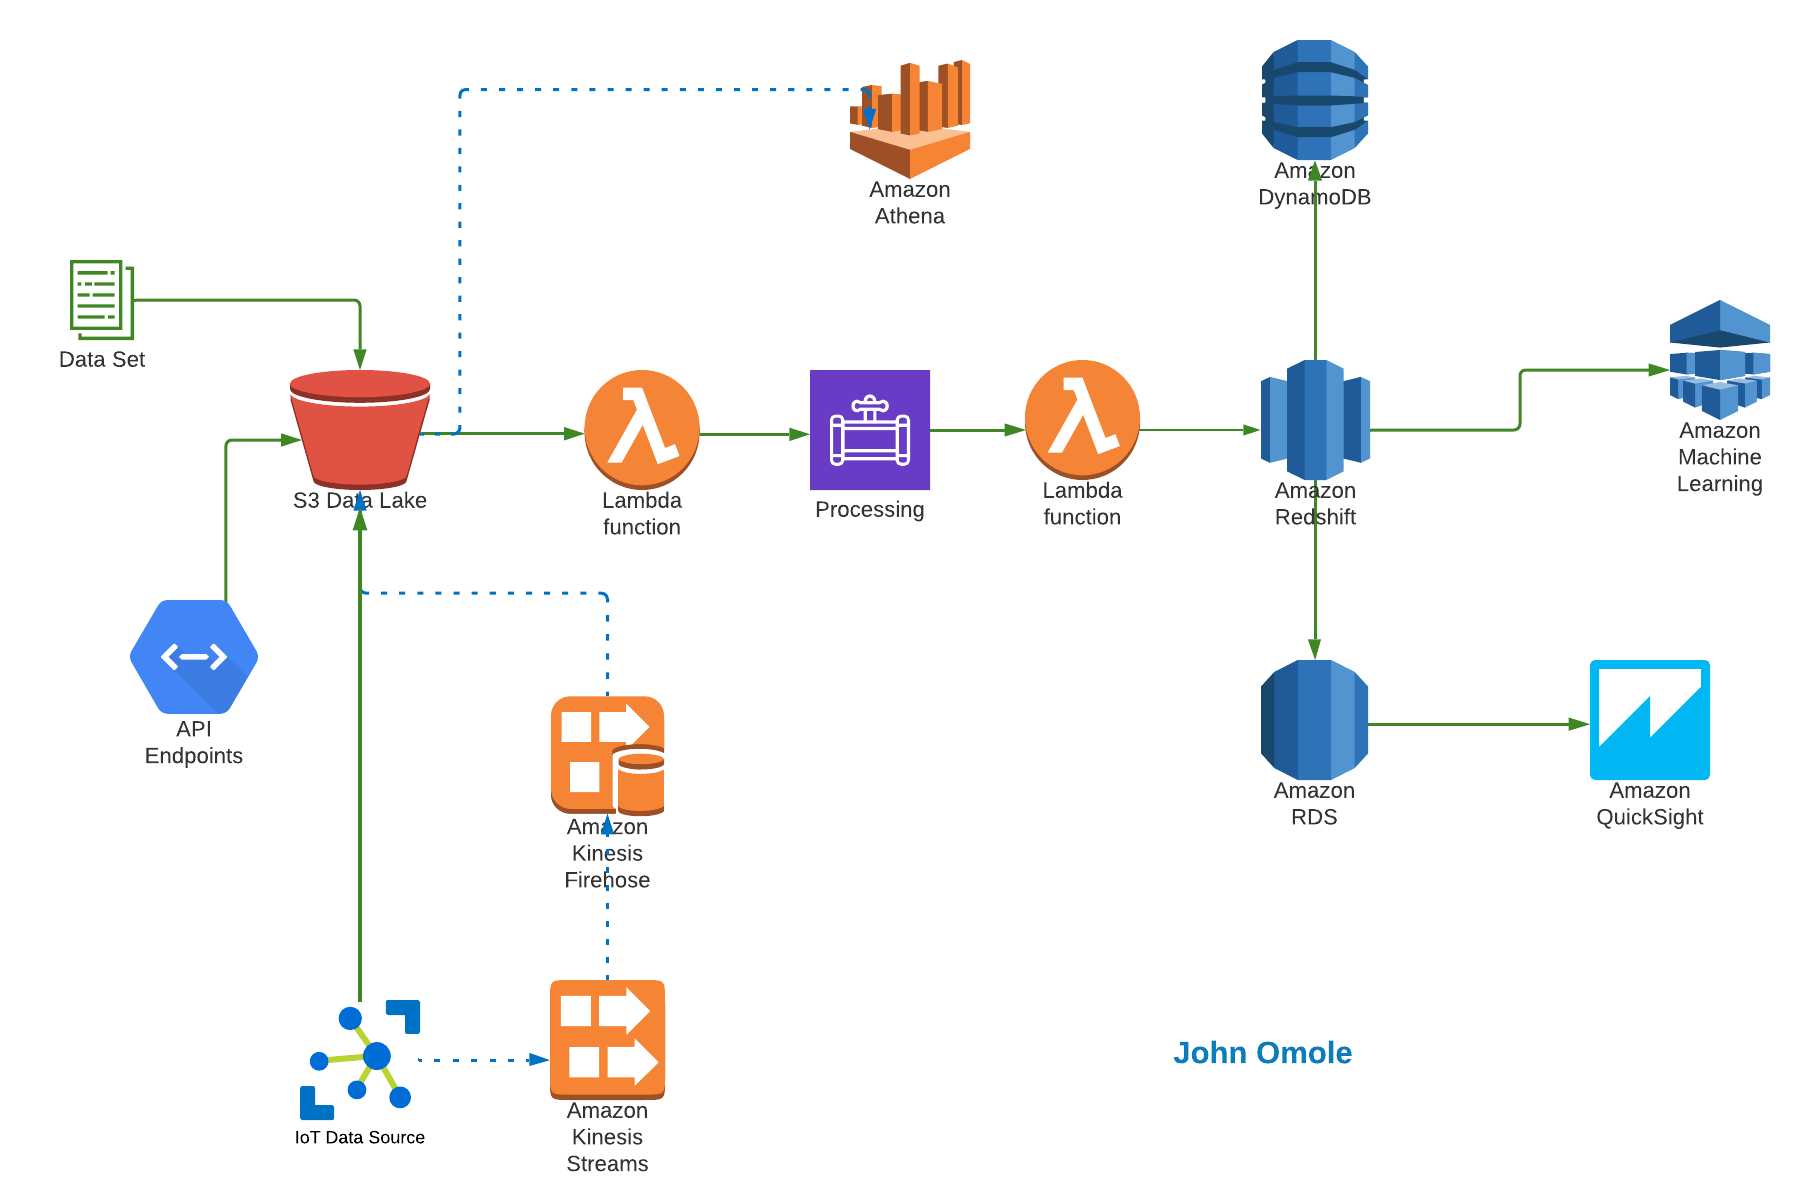 Amazon
Athena
Amazon
DynamoDB
Data Set
S3 Data Lake
Lambda
function
Processing
Lambda
function
Amazon
Redshift
Amazon
Machine
Learning
API
Endpoints
Amazon
Kinesis
Firehose
Amazon
RDS
Amazon
QuickSight
IoT Data Source
Amazon
Kinesis
Streams
John Omole